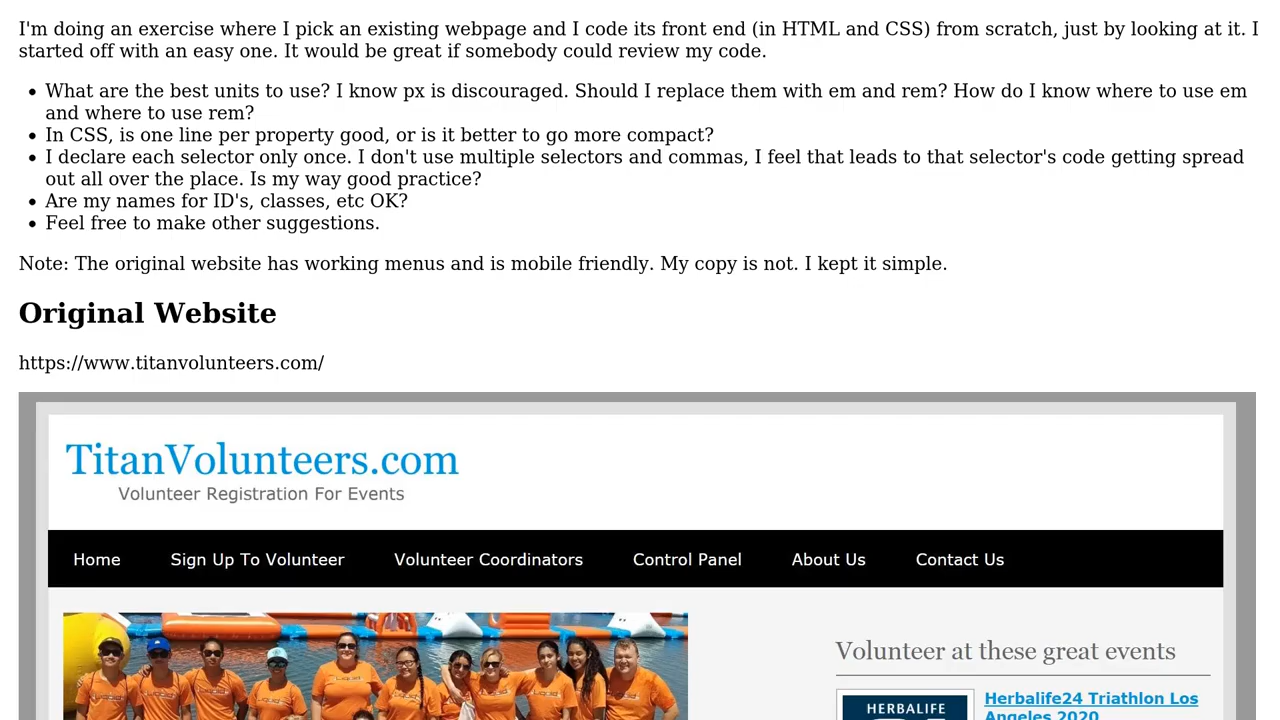 I'm doing an exercise where I pick an existing webpage and I code its front end (in HTML and CSS) from scratch, just by looking at it. I
started off with an easy one. It would be great if somebody could review my code.
• What are the best units to use? I know px is discouraged. Should I replace them with em and rem? How do I know where to use em
and where to use rem?
• In CSS, is one line per property good, or is it better to go more compact?
• I declare each selector only once. I don't use multiple selectors and commas, I feel that leads to that selector's code getting spread
out all over the place. Is my way good practice?
• Are my names for ID's, classes, etc OK?
• Feel free to make other suggestions.
Note: The original website has working menus and is mobile friendly. My copy is not. I kept it simple.
Original Website
https://www.titanvolunteers.com/
TitanVolunteers.com
Volunteer Registration For Events
Home Sign Up To Volunteer Volunteer Coordinators Control Panel About Us Contact Us
Volunteer at these great events
HERBALIFE
Herbalife24 Triathlon Los
Angeles 2020